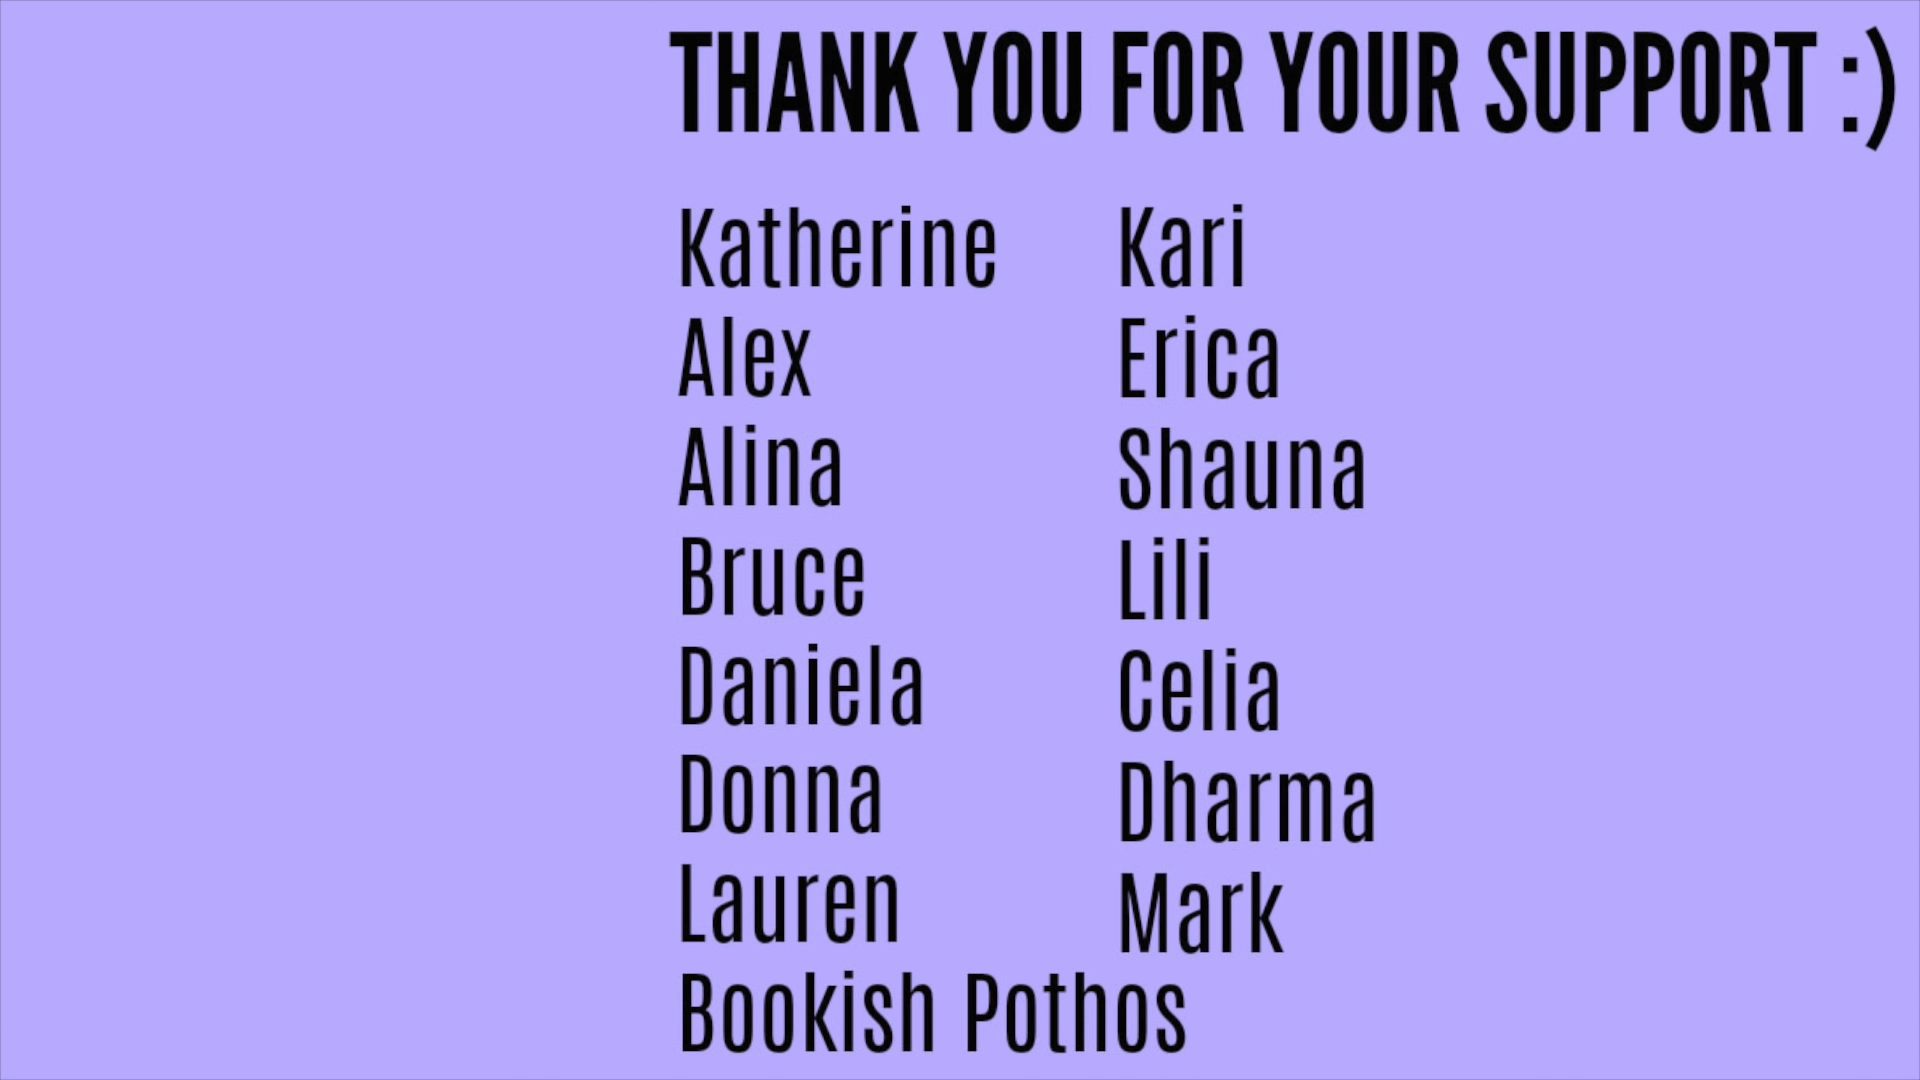 THANK YOU FOR YOUR SUPPORT :)
Katherine
Alex
Alina
Bruce
Daniela
Donna
Lauren
Bookish Pothos
Kari
Erica
Shauna
Lili
Celia
Dharma
Mark